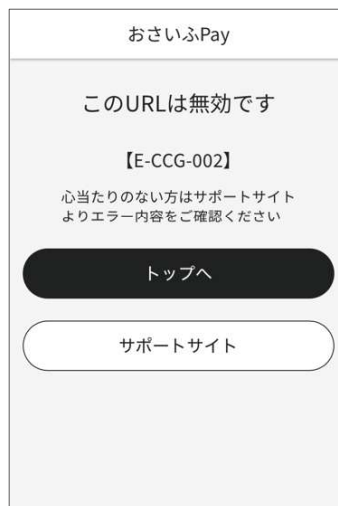 おさいふPay
このURLは無効です
【E-CCG-002】
心当たりのない方はサポートサイト
よりエラー内容をご確認ください
トップへ
サポートサイト